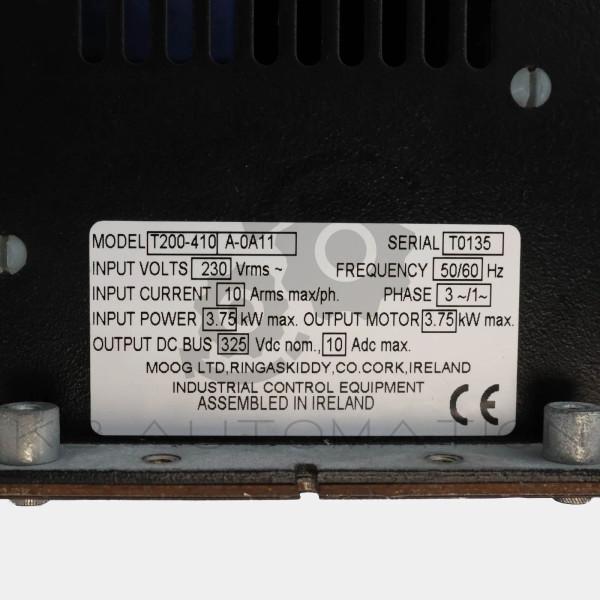 MODEL T200-410 A-0A11 SERIAL T0135
INPUT VOLTS 230 Vrms ~ FREQUENCY 50/60 Hz
INPUT CURRENT 10 Arms max/ph. PHASE 3 ~/1~
INPUT POWER 3.75 kW max. OUTPUT MOTOR 3.75 kW max.
OUTPUT DC BUS 325 Vdc nom., 10 Adc max.
MOOG LTD,RINGASKIDDY,CO.CORK,IRELAND
INDUSTRIAL CONTROL EQUIPMENT
ASSEMBLED IN IRELAND
CE
AUTOMATION